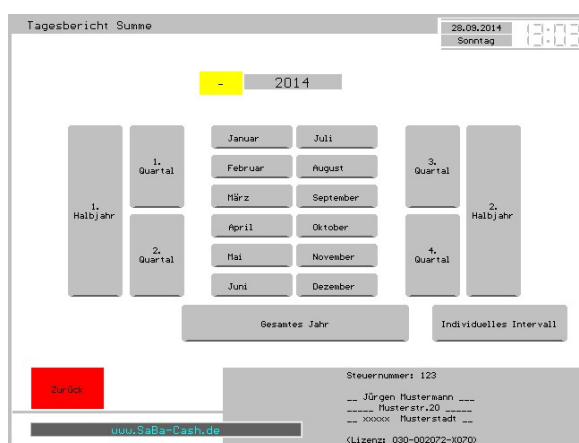 Tagesbericht Summe
28.09.2014
Sonntag
13:03
- 2014
Januar Juli
Februar August
März September
April Oktober
Mai November
Juni Dezember
1.
Halbjahr
1.
Quartal
2.
Quartal
3.
Quartal
4.
Quartal
2.
Halbjahr
Gesamtes Jahr
Individuelles Intervall
Zurück
Steuernummer: 123
__ Jürgen Mustermann ___
_____ Musterstr.20 _____
__ xxxxx Musterstadt __
(Lizenz: 030-002072-X070)
www.SaBa-Cash.de